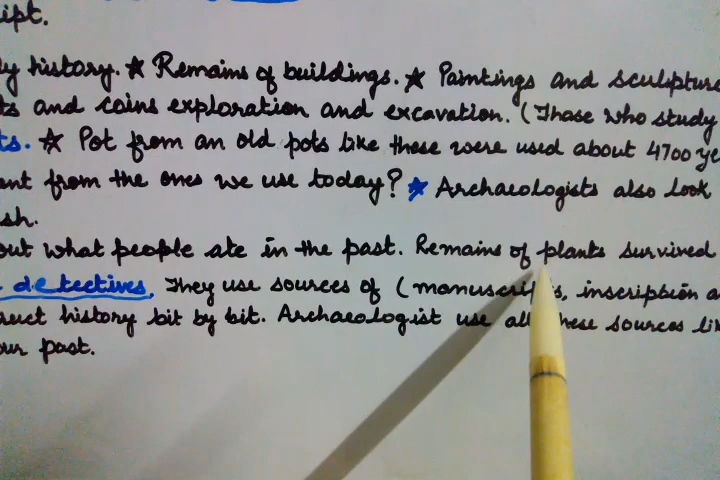 ipt.
y history. ★ Remains of buildings. ★ Paintings and sculpture
ts and coins exploration and excavation. (Those who study
ts. ★ Pot from an old pots like these were used about 4700 ye
ant from the ones we use today? ★ Archaeologists also look
sh.
out what people ate in the past. Remains of plants survived
detectives. They use sources of (manuscripts, inscription a
ruct history bit by bit. Archaeologist use all these sources li
our past.